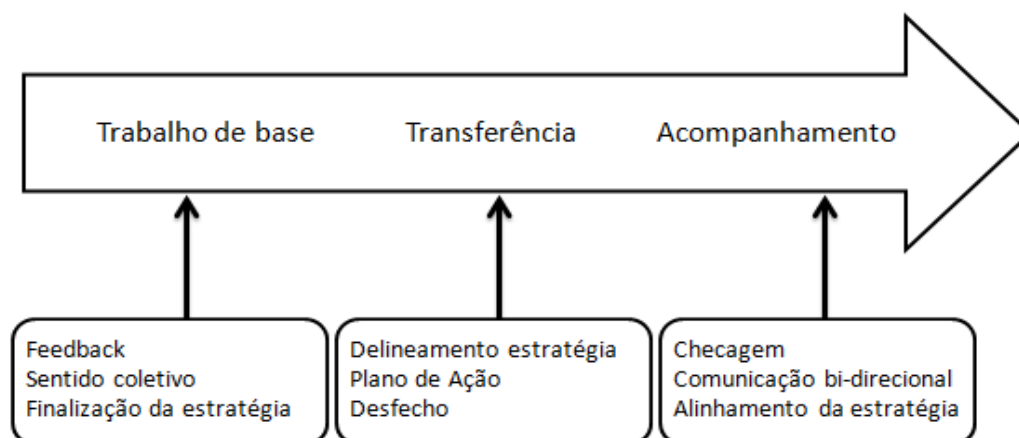 Trabalho de base
Transferência
Acompanhamento
Feedback
Sentido coletivo
Finalização da estratégia
Delineamento estratégia
Plano de Ação
Desfecho
Checagem
Comunicação bi-direcional
Alinhamento da estratégia